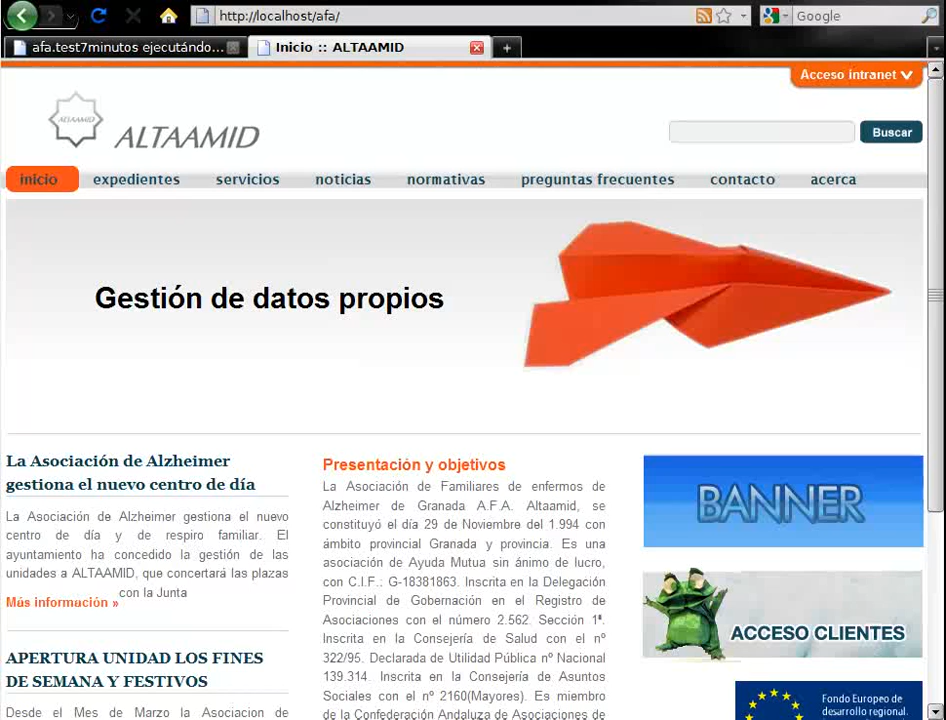 http://localhost/afa/
Google
afa.test7minutos ejecutándo...
Inicio :: ALTAAMID
Acceso intranet
ALTAAMID
ALTAAMID
Buscar
inicio expedientes servicios noticias normativas preguntas frecuentes contacto acerca
Gestión de datos propios
La Asociación de Alzheimer
gestiona el nuevo centro de día
La Asociación de Alzheimer gestiona el nuevo
centro de día y de respiro familiar. El
ayuntamiento ha concedido la gestión de las
unidades a ALTAAMID, que concertará las plazas
con la Junta
Más información »
APERTURA UNIDAD LOS FINES
DE SEMANA Y FESTIVOS
Desde el Mes de Marzo la Asociacion de
Presentación y objetivos
La Asociación de Familiares de enfermos de
Alzheimer de Granada A.F.A. Altaamid, se
constituyó el día 29 de Noviembre del 1.994 con
ámbito provincial Granada y provincia. Es una
asociación de Ayuda Mutua sin ánimo de lucro,
con C.I.F.: G-18381863. Inscrita en la Delegación
Provincial de Gobernación en el Registro de
Asociaciones con el número 2.562. Sección 1ª.
Inscrita en la Consejería de Salud con el nº
322/95. Declarada de Utilidad Pública nº Nacional
139.314. Inscrita en la Consejería de Asuntos
Sociales con el nº 2160(Mayores). Es miembro
de la Confederación Andaluza de Asociaciones de
BANNER
ACCESO CLIENTES
Fondo Europeo de
desarrollo regional.